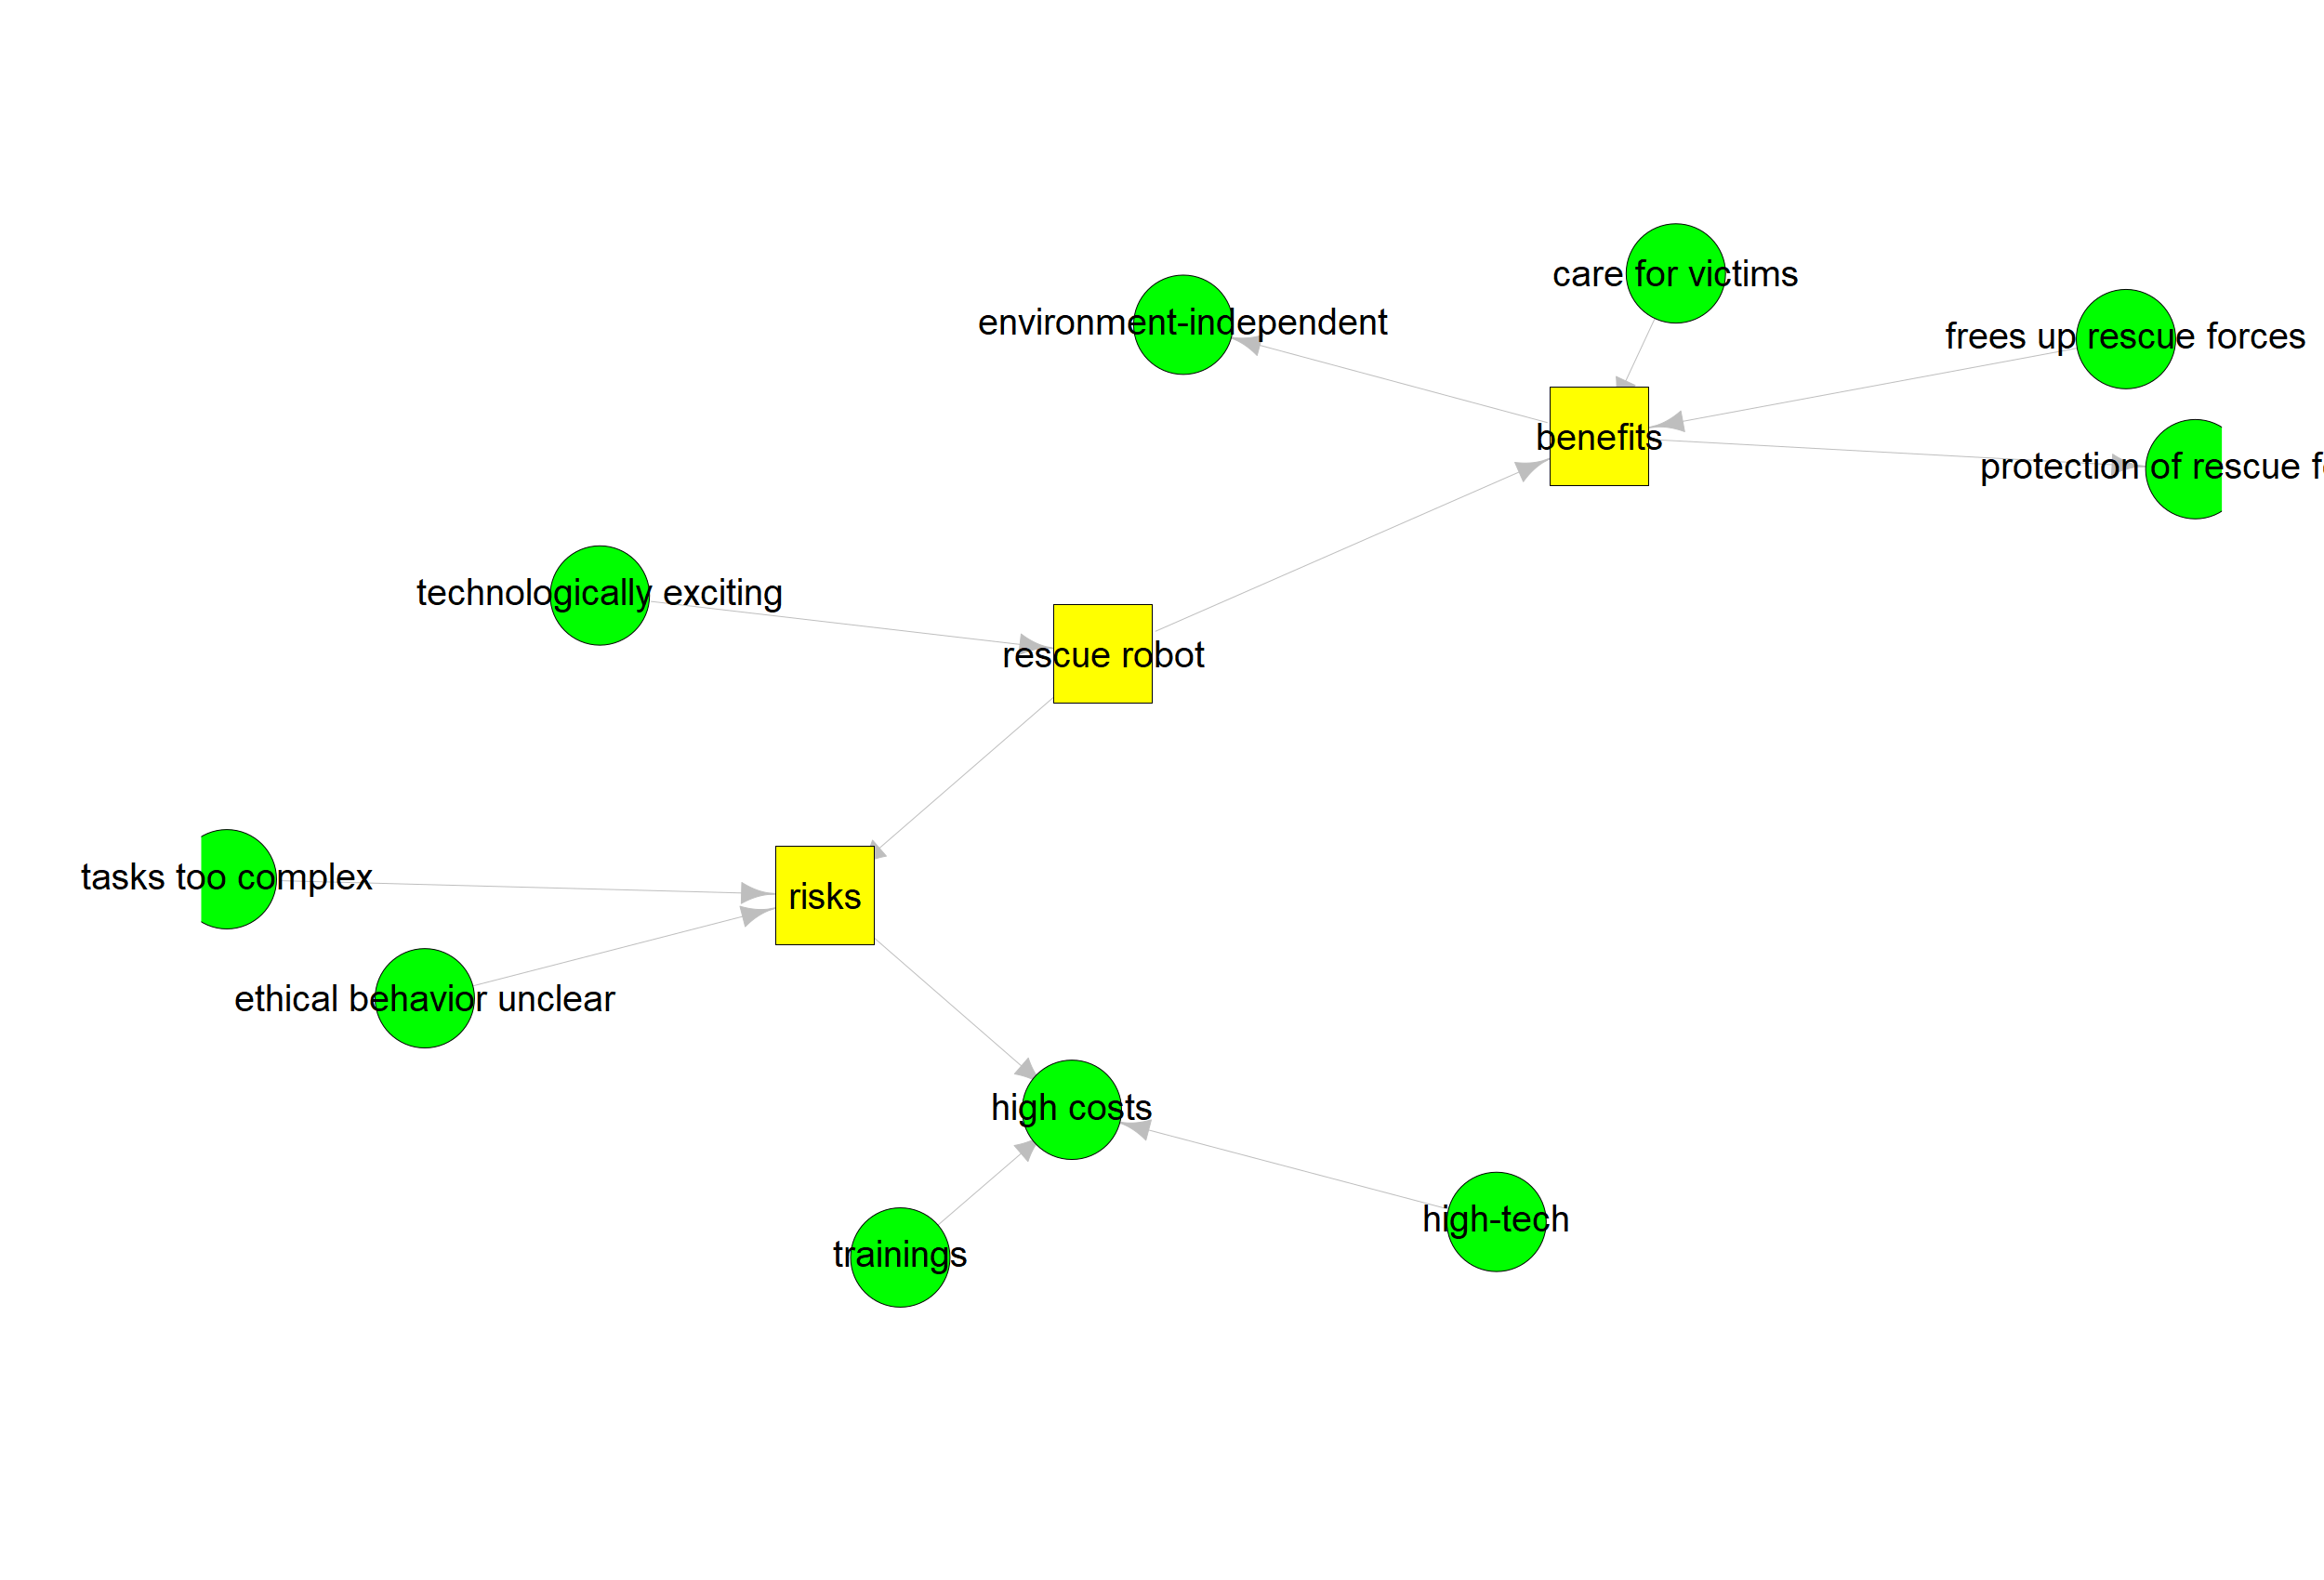 care for victims
environment-independent
frees up rescue forces
benefits
protection of rescue
technologically exciting
rescue robot
tasks too complex
risks
ethical behavior unclear
high costs
high-tech
trainings